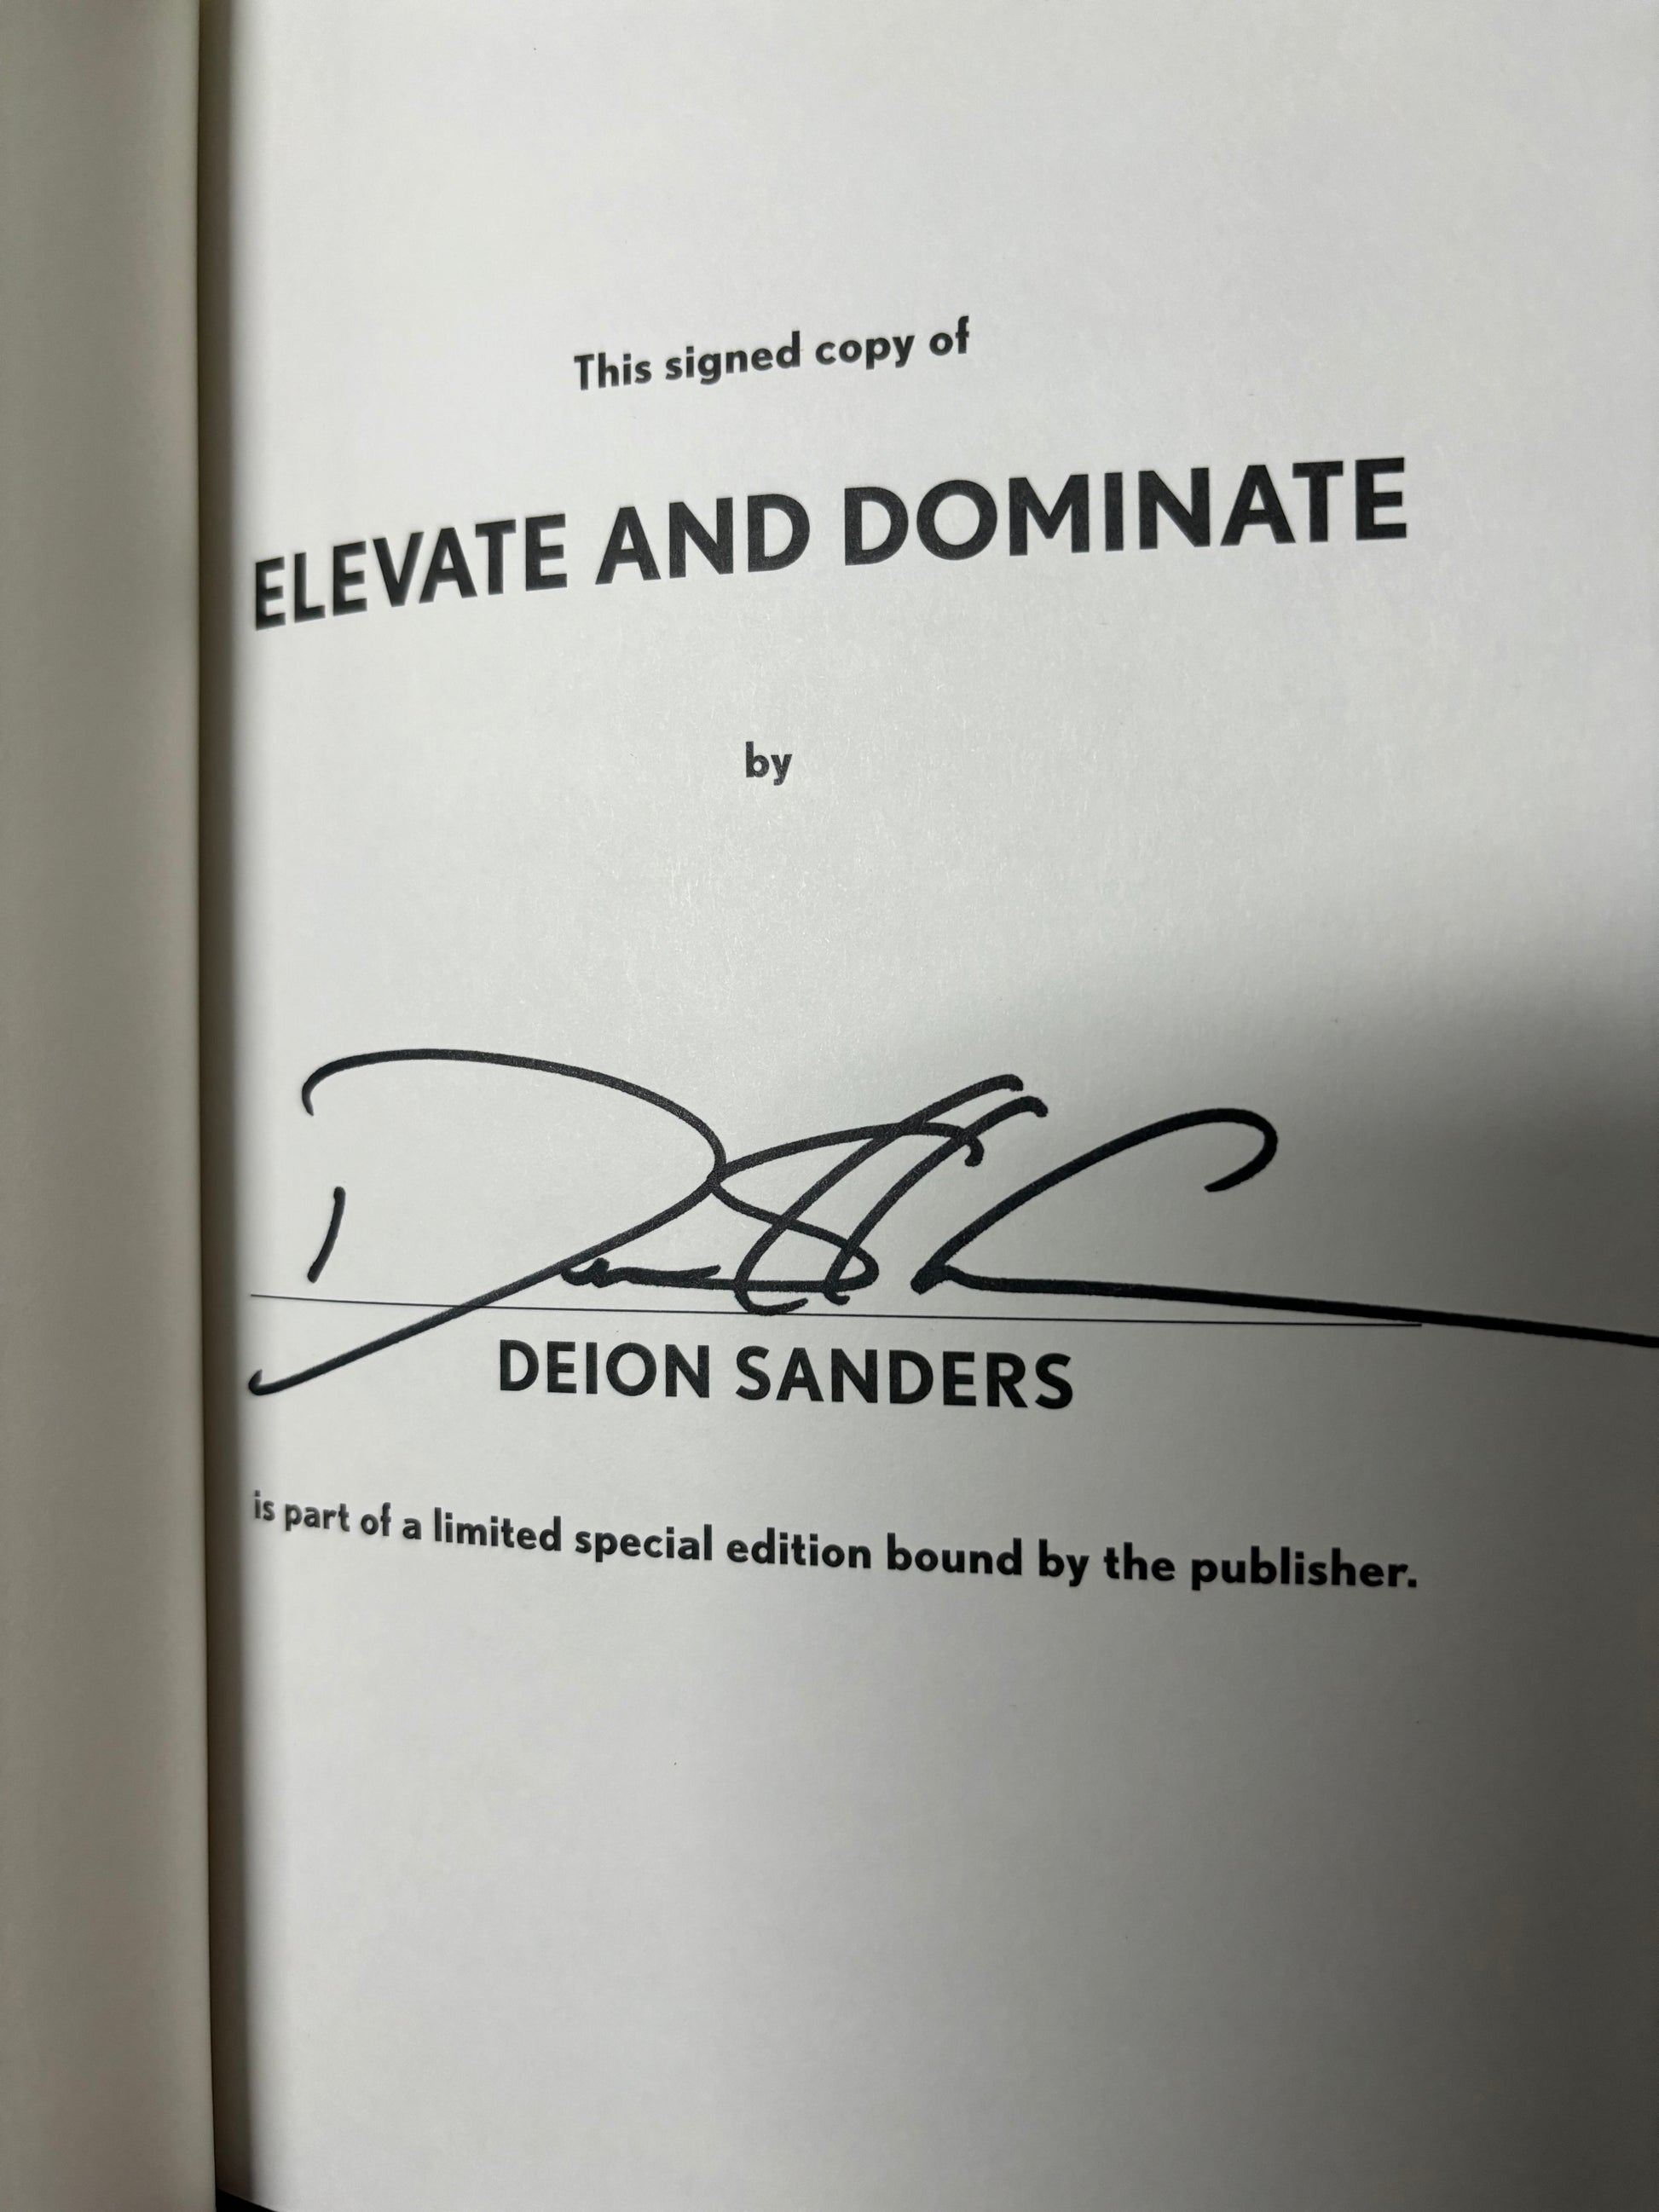 This signed copy of
ELEVATE AND DOMINATE
by
DEION SANDERS
is part of a limited special edition bound by the publisher.